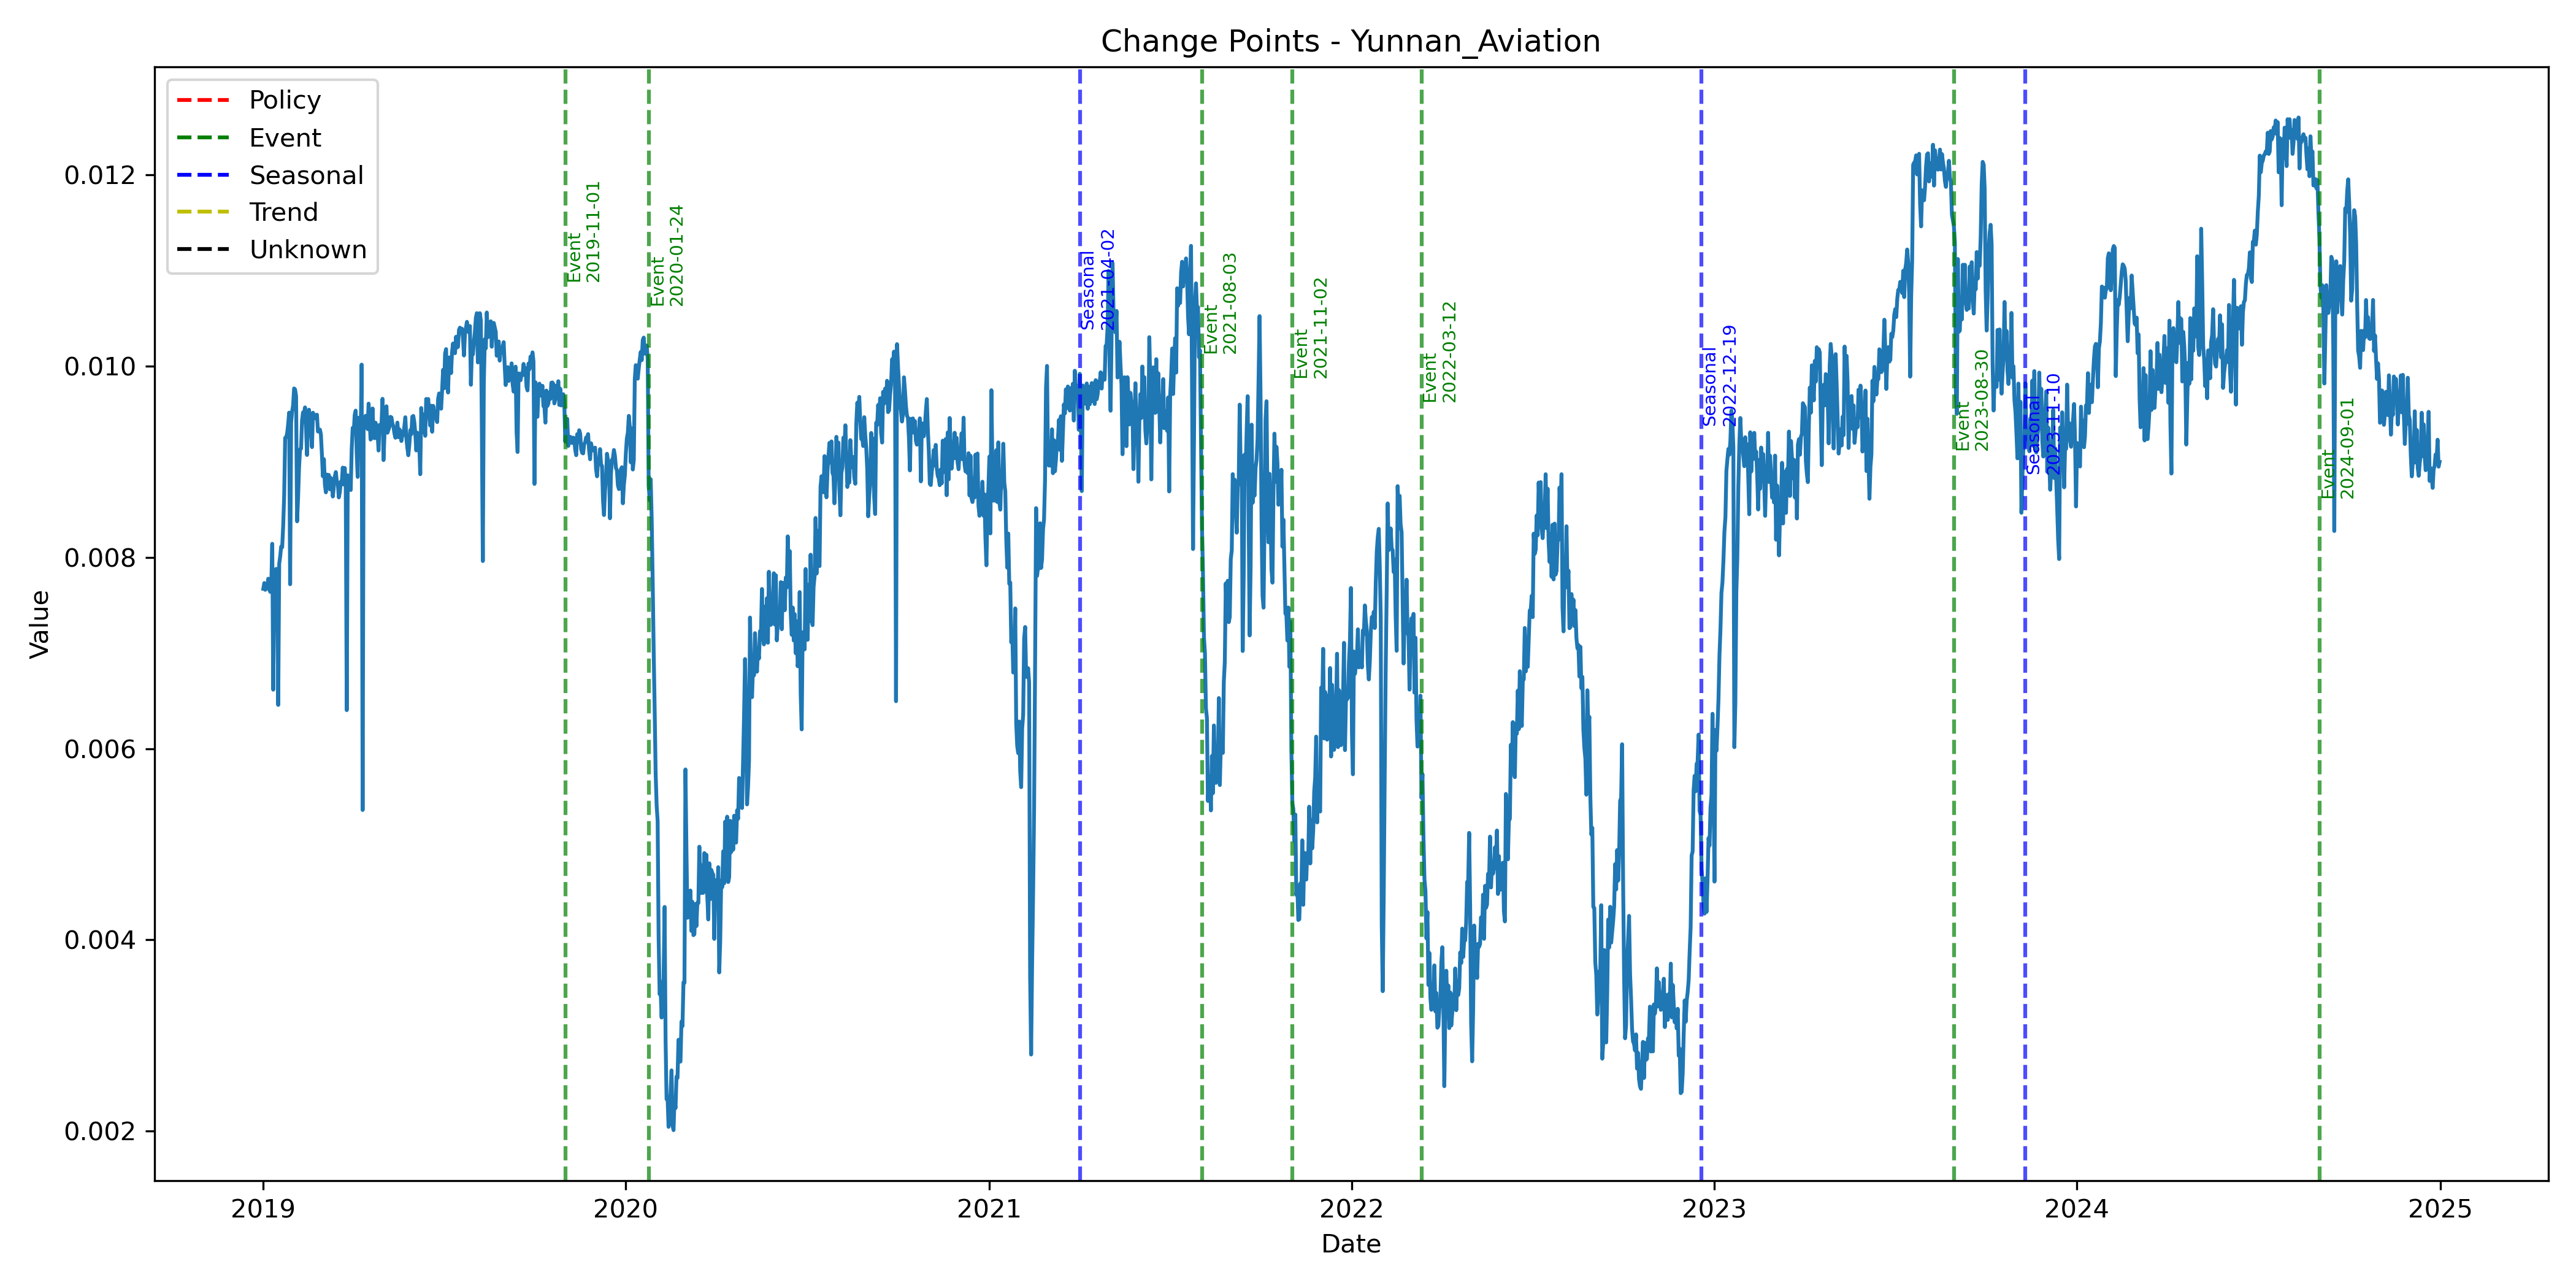 Change Points - Yunnan_Aviation
Policy
Event
Seasonal
Trend
Unknown
Event
2019-11-01
Event
2020-01-24
Seasonal
2021-04-02
Event
2021-08-03
Event
2021-11-02
Event
2022-03-12
Seasonal
2022-12-19
Event
2023-08-30
Seasonal
2023-11-10
Event
2024-09-01
Value
0.012
0.010
0.008
0.006
0.004
0.002
2019
2020
2021
2022
2023
2024
2025
Date